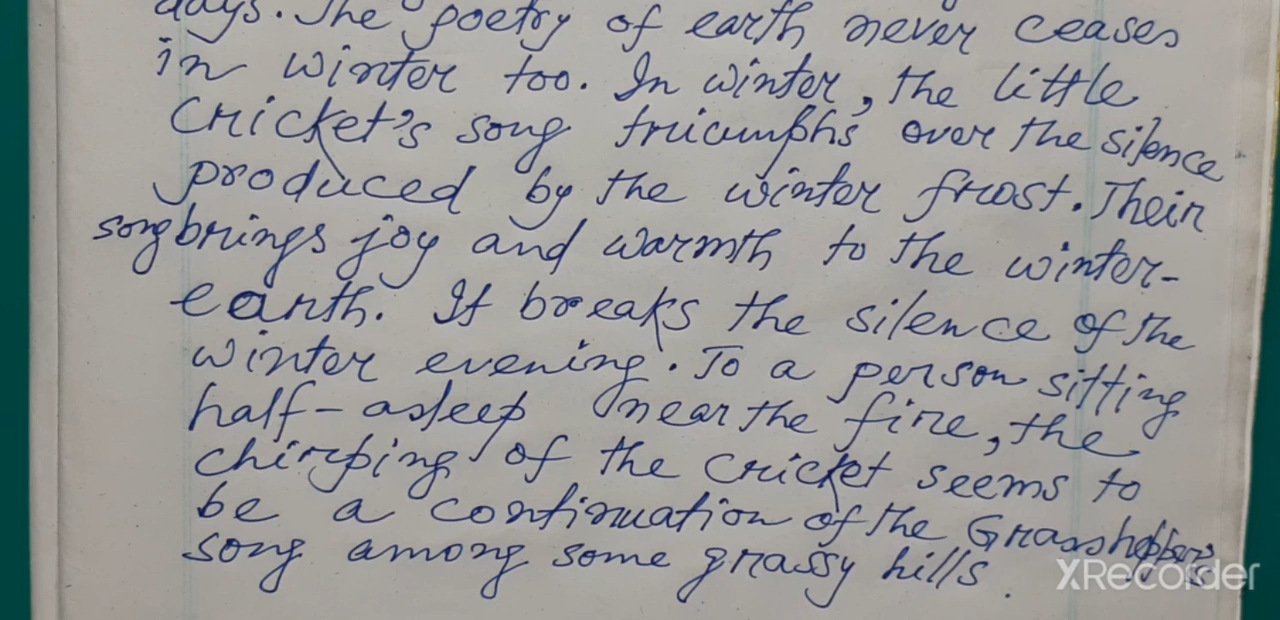 days. The poetry of earth never ceases
in winter too. In winter, the little
Cricket's song triumphs over the silence
produced by the winter frost. Their
song brings joy and warmth to the winter-
earth. It breaks the silence of the
winter evening. To a person sitting
half-asleep near the fire, the
chirping of the cricket seems to
be a continuation of the Grasshopper's
song among some grassy hills.
XRecorder